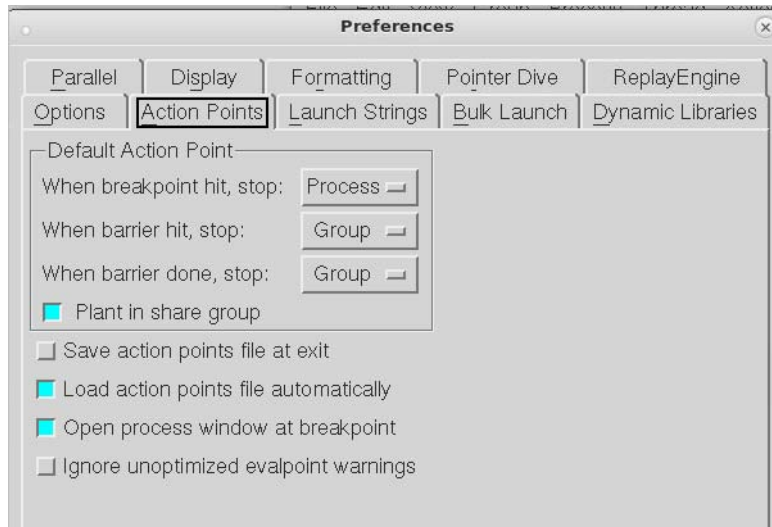 Preferences
Parallel Display Formatting Pointer Dive ReplayEngine
Options Action Points Launch Strings Bulk Launch Dynamic Libraries
Default Action Point
When breakpoint hit, stop: Process
When barrier hit, stop: Group
When barrier done, stop: Group
Plant in share group
Save action points file at exit
Load action points file automatically
Open process window at breakpoint
Ignore unoptimized evalpoint warnings